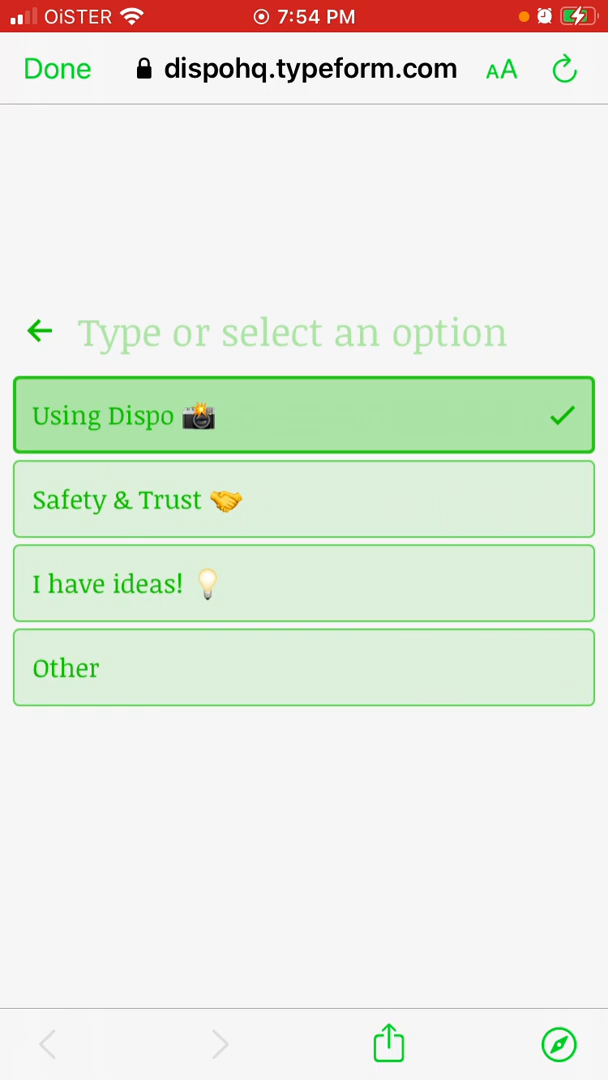 OiSTER 7:54 PM
Done dispohq.typeform.com AA
Type or select an option
Using Dispo 📸
Safety & Trust 🤝
I have ideas! 💡
Other